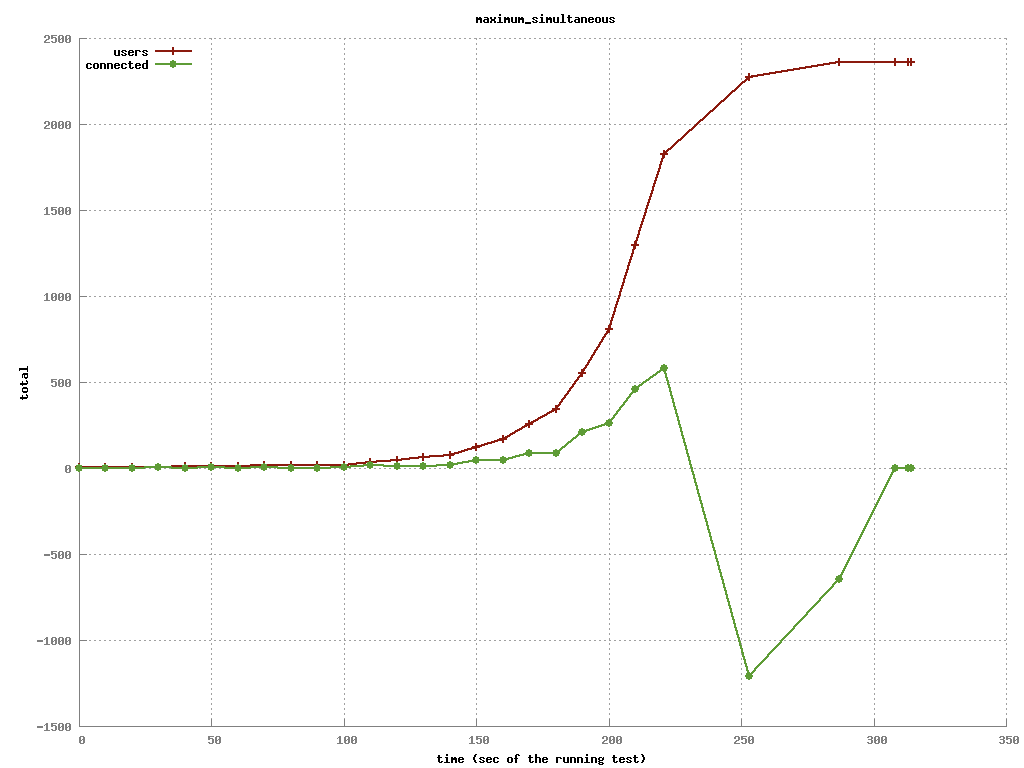 maximum_simultaneous
users
connected
2500
2000
1500
1000
500
0
-500
-1000
-1500
total
0 50 100 150 200 250 300 350
time (sec of the running test)